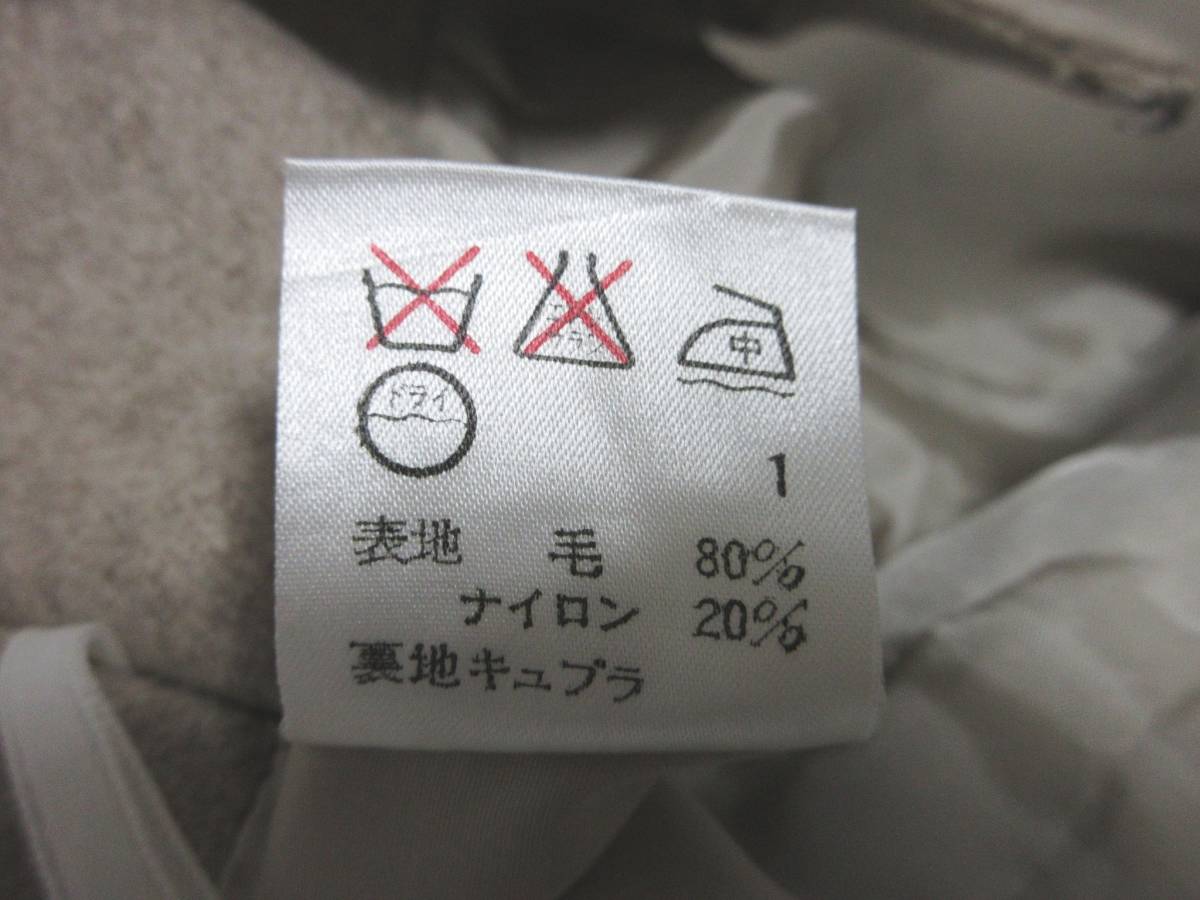 中
ドライ
1
表地 毛 80%
ナイロン 20%
裏地キュプラ